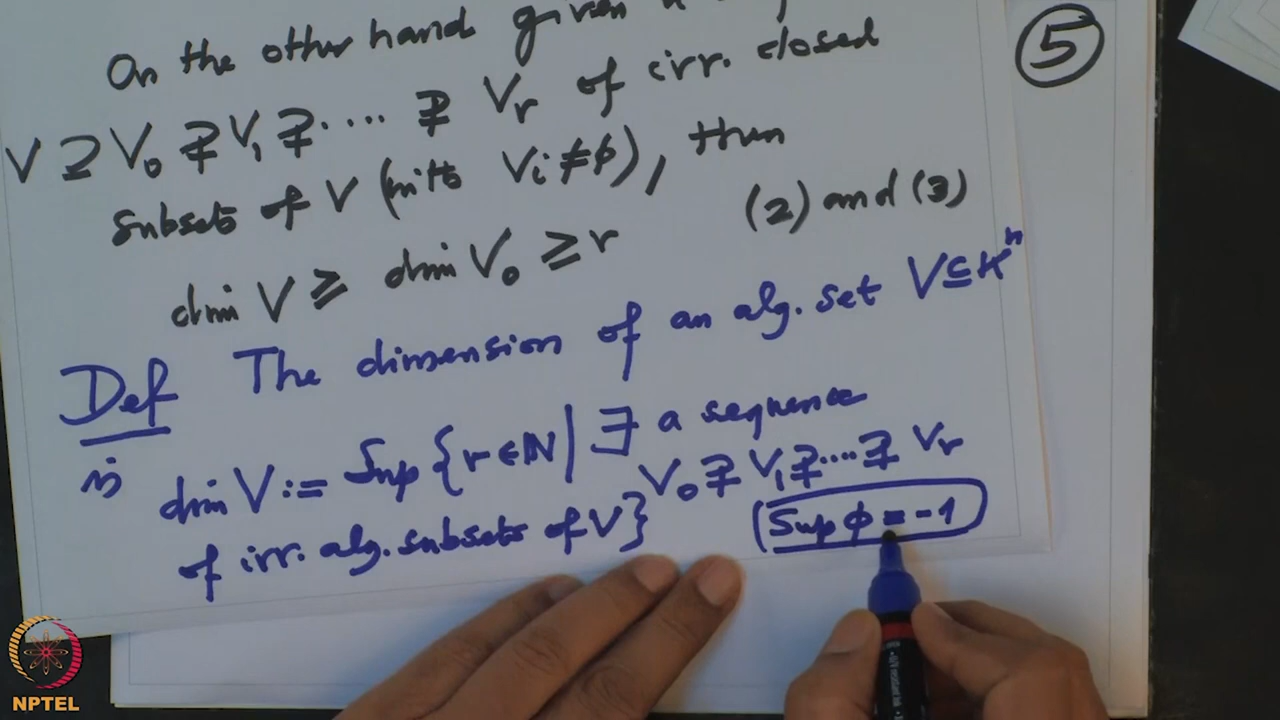 On the other hand given a
⑤
V ⊇ V₀ ⊋ V₁ ⊋ ···· ⊋ Vr of irr. closed
subsets of V (with Vi ≠ ϕ), then
dim V ≥ dim V₀ ≥ r (2) and (3)
Def The dimension of an alg. set V ⊆ Kⁿ
is dim V := Sup { r ∈ ℕ | ∃ a sequence
V₀ ⊋ V₁ ⊋ ···· ⊋ Vr
of irr. alg. subsets of V } (Sup ϕ = -1
NPTEL